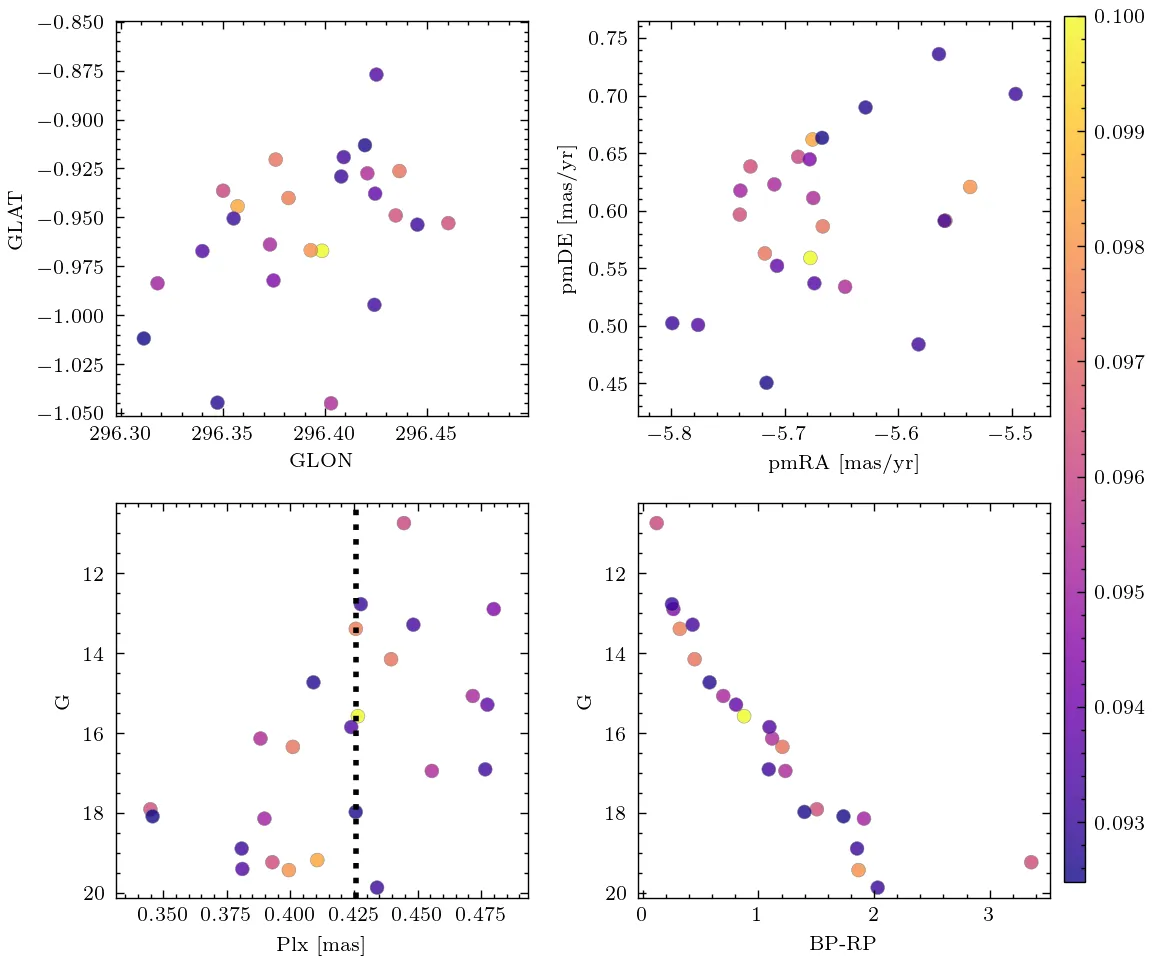 −0.850
−0.875
−0.900
−0.925
−0.950
−0.975
−1.000
−1.025
−1.050
GLAT
296.30 296.35 296.40 296.45
GLON
0.75
0.70
0.65
0.60
0.55
0.50
0.45
pmDE [mas/yr]
−5.8 −5.7 −5.6 −5.5
pmRA [mas/yr]
0.100
0.099
0.098
0.097
0.096
0.095
0.094
0.093
12
14
16
18
20
G
0.350 0.375 0.400 0.425 0.450 0.475
Plx [mas]
12
14
16
18
20
G
0 1 2 3
BP-RP